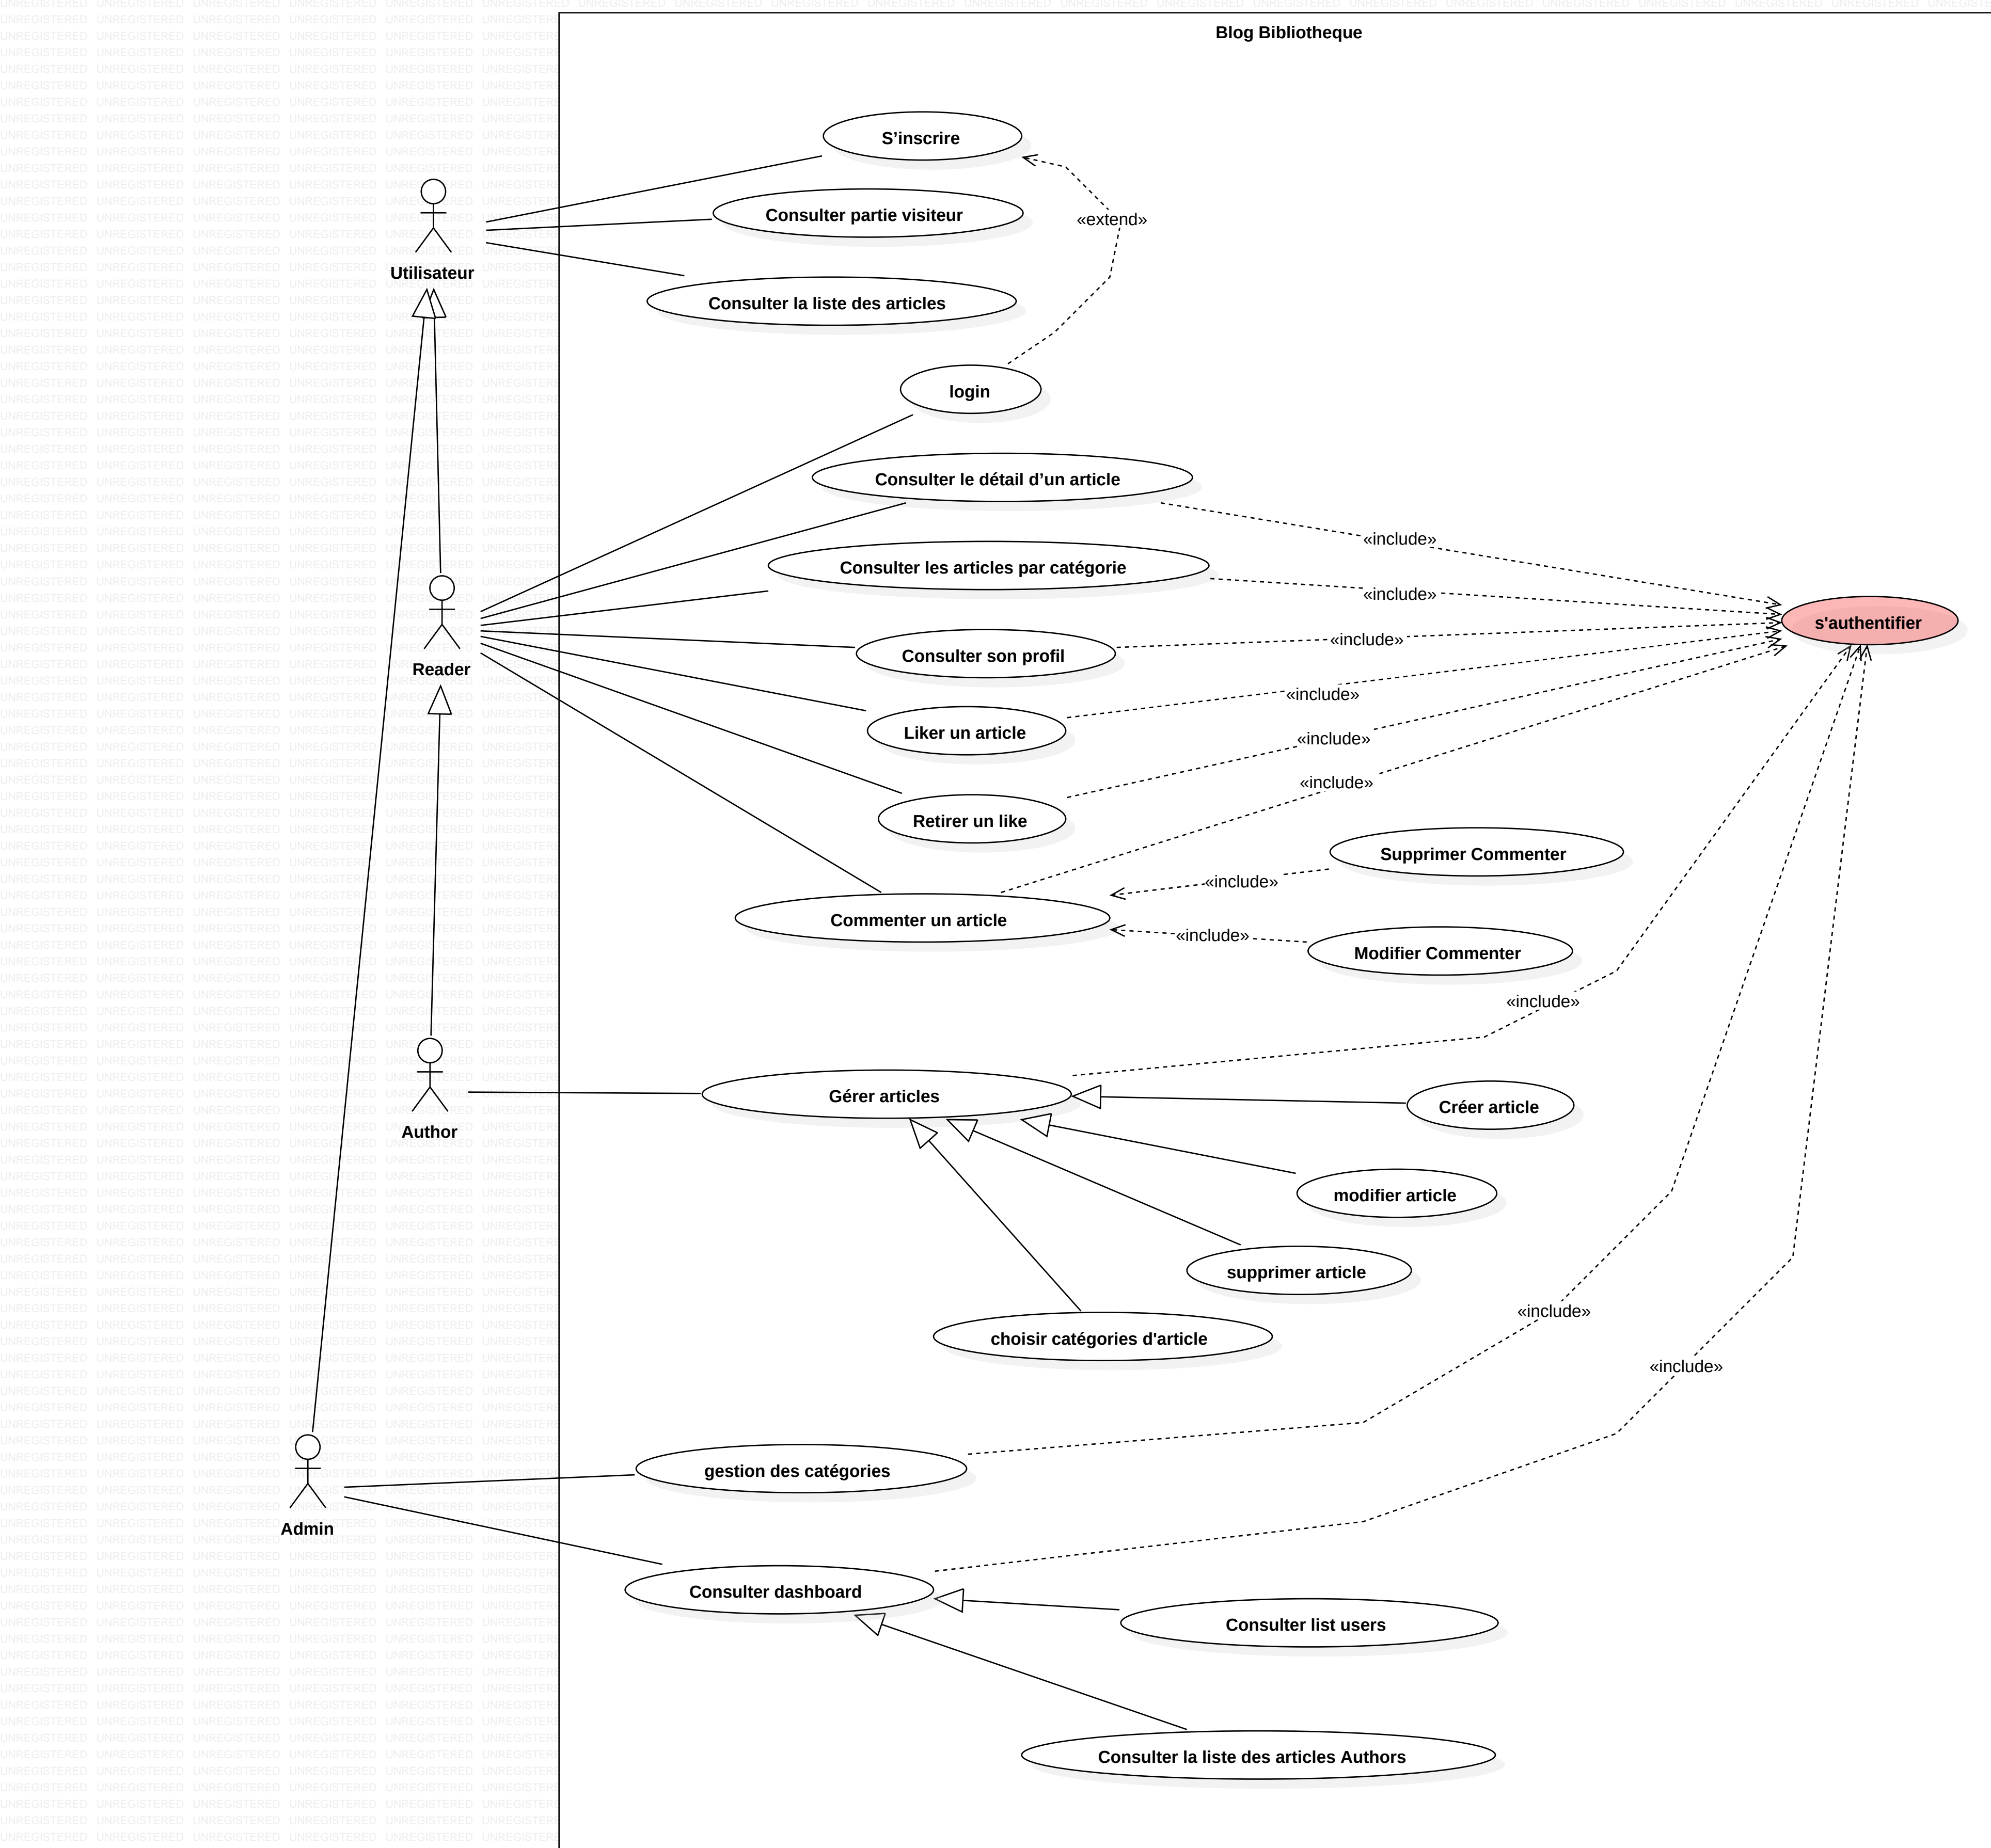 Blog Bibliotheque
S’inscrire
Consulter partie visiteur
«extend»
Utilisateur
Consulter la liste des articles
login
Consulter le détail d’un article
«include»
Consulter les articles par catégorie
«include»
s'authentifier
«include»
Consulter son profil
Reader
«include»
Liker un article
«include»
«include»
Retirer un like
Supprimer Commenter
«include»
Commenter un article
«include»
Modifier Commenter
«include»
Gérer articles
Créer article
Author
modifier article
supprimer article
«include»
choisir catégories d'article
«include»
gestion des catégories
Admin
Consulter dashboard
Consulter list users
Consulter la liste des articles Authors
UNREGISTERED